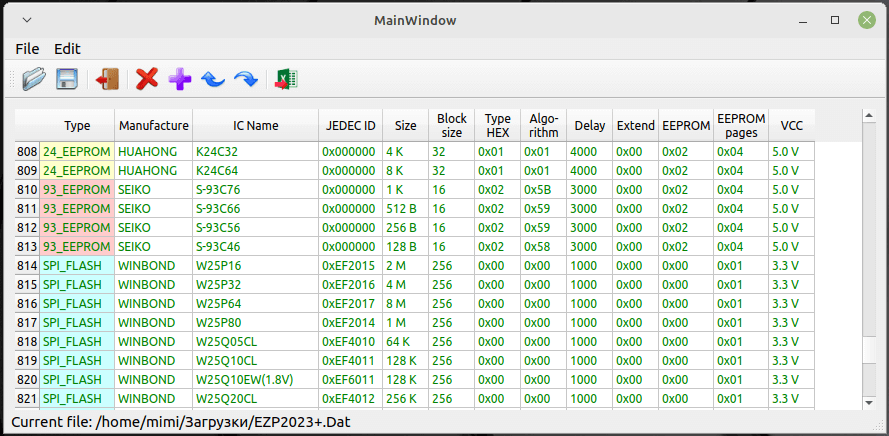 MainWindow
File Edit
Type Manufacture IC Name JEDEC ID Size Block size Type HEX Algo-rithm Delay Extend EEPROM EEPROM pages VCC
808 24_EEPROM HUAHONG K24C32 0x000000 4 K 32 0x01 0x01 4000 0x00 0x02 0x04 5.0 V
809 24_EEPROM HUAHONG K24C64 0x000000 8 K 32 0x01 0x01 4000 0x00 0x02 0x04 5.0 V
810 93_EEPROM SEIKO S-93C76 0x000000 1 K 16 0x02 0x5B 3000 0x00 0x02 0x04 5.0 V
811 93_EEPROM SEIKO S-93C66 0x000000 512 B 16 0x02 0x59 3000 0x00 0x02 0x04 5.0 V
812 93_EEPROM SEIKO S-93C56 0x000000 256 B 16 0x02 0x59 3000 0x00 0x02 0x04 5.0 V
813 93_EEPROM SEIKO S-93C46 0x000000 128 B 16 0x02 0x58 3000 0x00 0x02 0x04 5.0 V
814 SPI_FLASH WINBOND W25P16 0xEF2015 2 M 256 0x00 0x00 1000 0x00 0x00 0x01 3.3 V
815 SPI_FLASH WINBOND W25P32 0xEF2016 4 M 256 0x00 0x00 1000 0x00 0x00 0x01 3.3 V
816 SPI_FLASH WINBOND W25P64 0xEF2017 8 M 256 0x00 0x00 1000 0x00 0x00 0x01 3.3 V
817 SPI_FLASH WINBOND W25P80 0xEF2014 1 M 256 0x00 0x00 1000 0x00 0x00 0x01 3.3 V
818 SPI_FLASH WINBOND W25Q05CL 0xEF4010 64 K 256 0x00 0x00 1000 0x00 0x00 0x01 3.3 V
819 SPI_FLASH WINBOND W25Q10CL 0xEF4011 128 K 256 0x00 0x00 1000 0x00 0x00 0x01 3.3 V
820 SPI_FLASH WINBOND W25Q10EW(1.8V) 0xEF6011 128 K 256 0x00 0x00 1000 0x00 0x00 0x01 3.3 V
821 SPI_FLASH WINBOND W25Q20CL 0xEF4012 256 K 256 0x00 0x00 1000 0x00 0x00 0x01 3.3 V
Current file: /home/mimi/Загрузки/EZP2023+.Dat